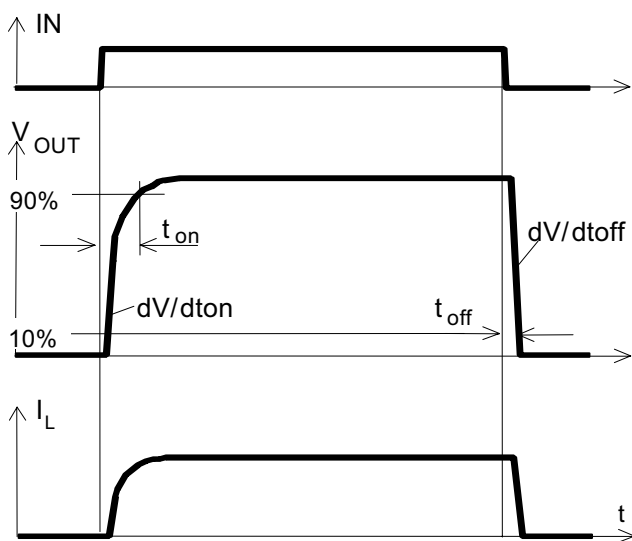 IN
V OUT
90%
t on
dV/dtoff
dV/dton
t off
10%
I L
t